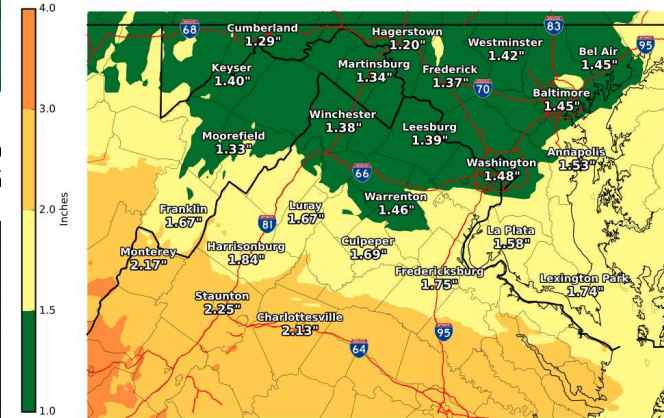 4.0
3.0
2.0
1.5
1.0
Inches
68
83
95
Cumberland
1.29"
Hagerstown
1.20"
Westminster
1.42"
Bel Air
1.45"
Keyser
1.40"
Martinsburg
1.34"
Frederick
1.37"
70
Baltimore
1.45"
Winchester
1.38"
Leesburg
1.39"
Moorefield
1.33"
66
Washington
1.48"
Annapolis
1.53"
Warrenton
1.46"
Franklin
1.67"
Luray
1.67"
81
La Plata
1.58"
Monterey
2.17"
Harrisonburg
1.84"
Culpeper
1.69"
Fredericksburg
1.75"
Lexington Park
1.74"
Staunton
2.25"
Charlottesville
2.13"
64
95